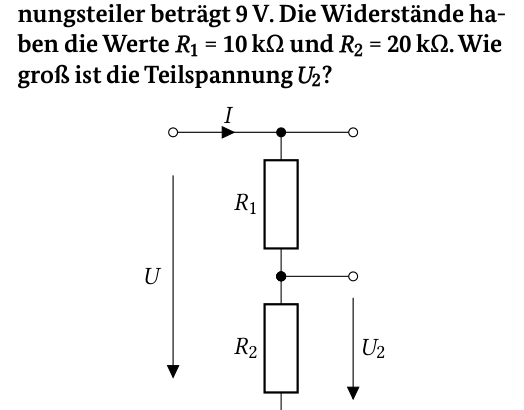 nungsteiler beträgt 9 V. Die Widerstände ha-
ben die Werte R₁ = 10 kΩ und R₂ = 20 kΩ. Wie
groß ist die Teilspannung U₂?
I
R₁
U
R₂
U₂